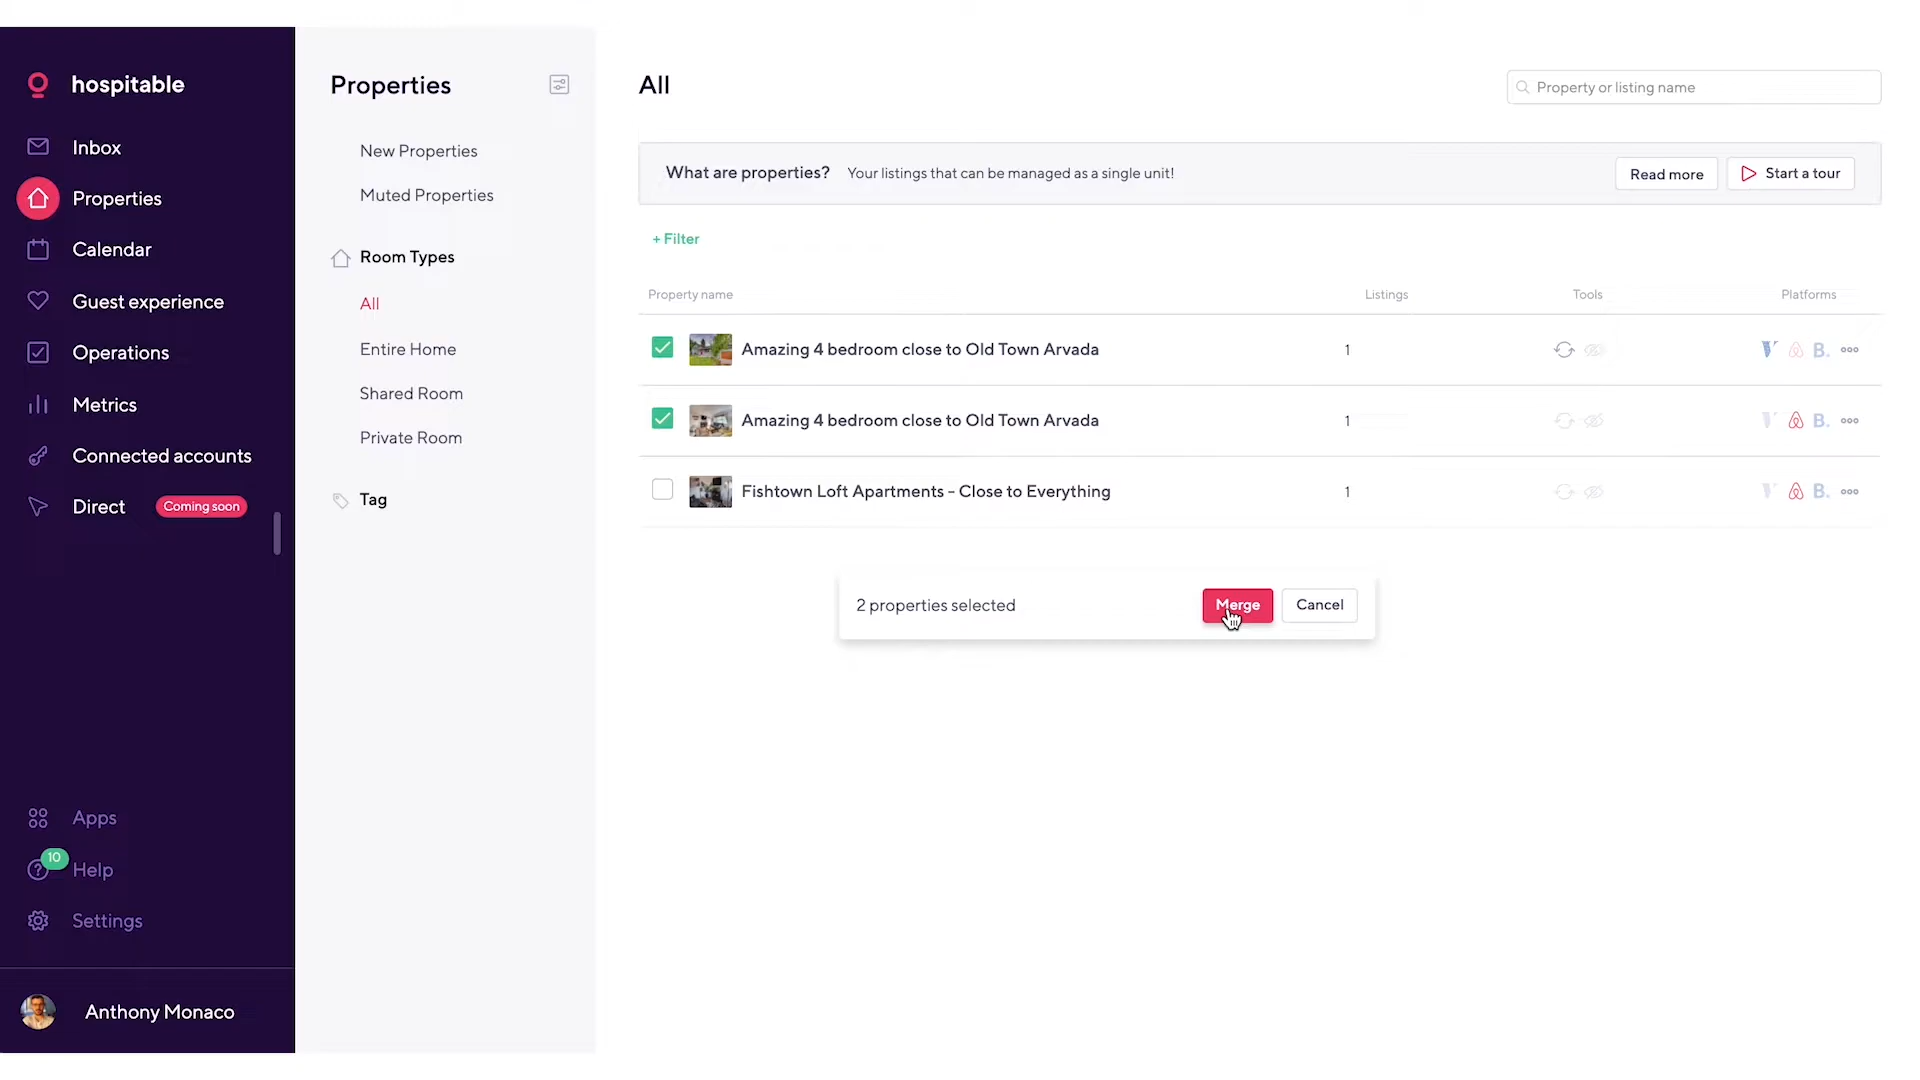 hospitable
Inbox
Properties
Calendar
Guest experience
Operations
Metrics
Connected accounts
Direct Coming soon
Apps
10
Help
Settings
Anthony Monaco
Properties
New Properties
Muted Properties
Room Types
All
Entire Home
Shared Room
Private Room
Tag
All
Property or listing name
What are properties? Your listings that can be managed as a single unit!
Read more
Start a tour
+ Filter
Property name Listings Tools Platforms
Amazing 4 bedroom close to Old Town Arvada 1 B.
Amazing 4 bedroom close to Old Town Arvada 1 B.
Fishtown Loft Apartments - Close to Everything 1 B.
2 properties selected
Merge
Cancel